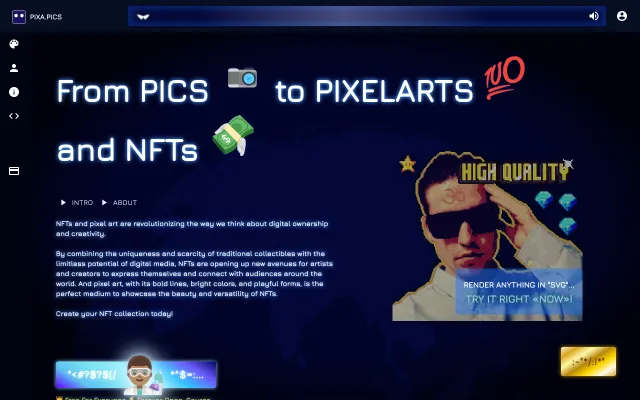 PIXA.PICS
From PICS to PIXELARTS
and NFTs
HIGH QUALITY
INTRO ABOUT
NFTs and pixel art are revolutionizing the way we think about digital ownership
and creativity.
By combining the uniqueness and scarcity of traditional collectibles with the
limitless potential of digital media, NFTs are opening up new avenues for artists
and creators to express themselves and connect with audiences around the
world. And pixel art, with its bold lines, bright colors, and playful forms, is the
perfect medium to showcase the beauty and versatility of NFTs.
Create your NFT collection today!
RENDER ANYTHING IN "SVG"...
TRY IT RIGHT «NOW»!